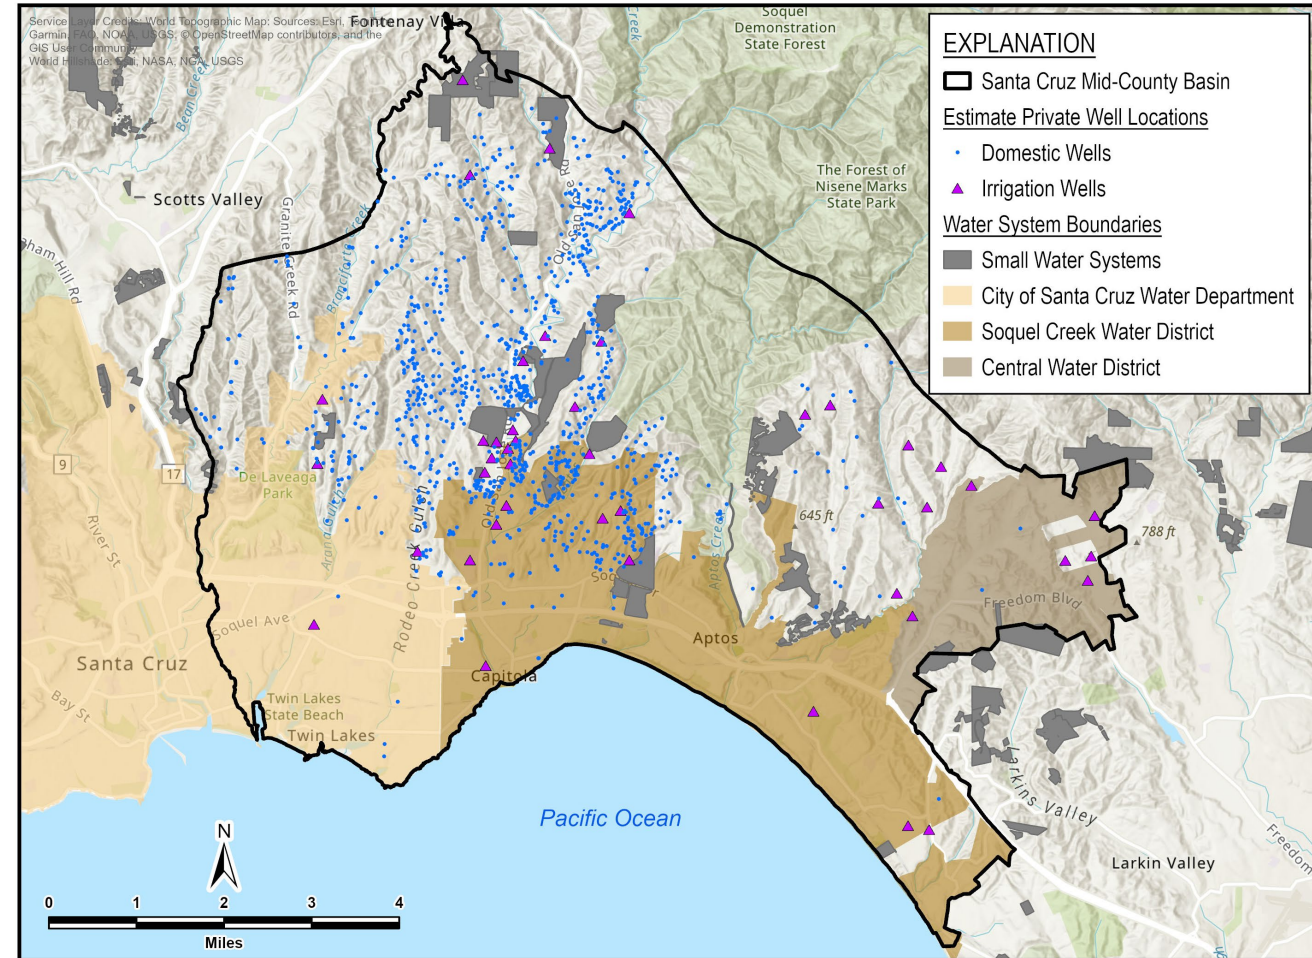 Service Layer Credits: World Topographic Map: Sources: Esri,
Garmin, FAO, NOAA, USGS, © OpenStreetMap contributors, and the
GIS User Community
World Hillshade: Esri, NASA, NGA, USGS
Fontenay Villa
Soquel
Demonstration
State Forest
Creek
Bean Creek
EXPLANATION
Santa Cruz Mid-County Basin
Estimate Private Well Locations
Domestic Wells
Irrigation Wells
Water System Boundaries
Small Water Systems
City of Santa Cruz Water Department
Soquel Creek Water District
Central Water District
The Forest of
Nisene Marks
State Park
Scotts Valley
Granite Creek Rd
Branciforte Creek
Old San Jose Rd
Graham Hill Rd
9
17
De Laveaga
Park
Arana Gulch
Rodeo Creek Gulch
River St
Aptos Creek
645 ft
788 ft
Freedom Blvd
Soquel Ave
Santa Cruz
Aptos
Capitola
Bay St
Twin Lakes
State Beach
Twin Lakes
Pacific Ocean
Larkins Valley
Larkin Valley
Freedom
N
0 1 2 3 4
Miles